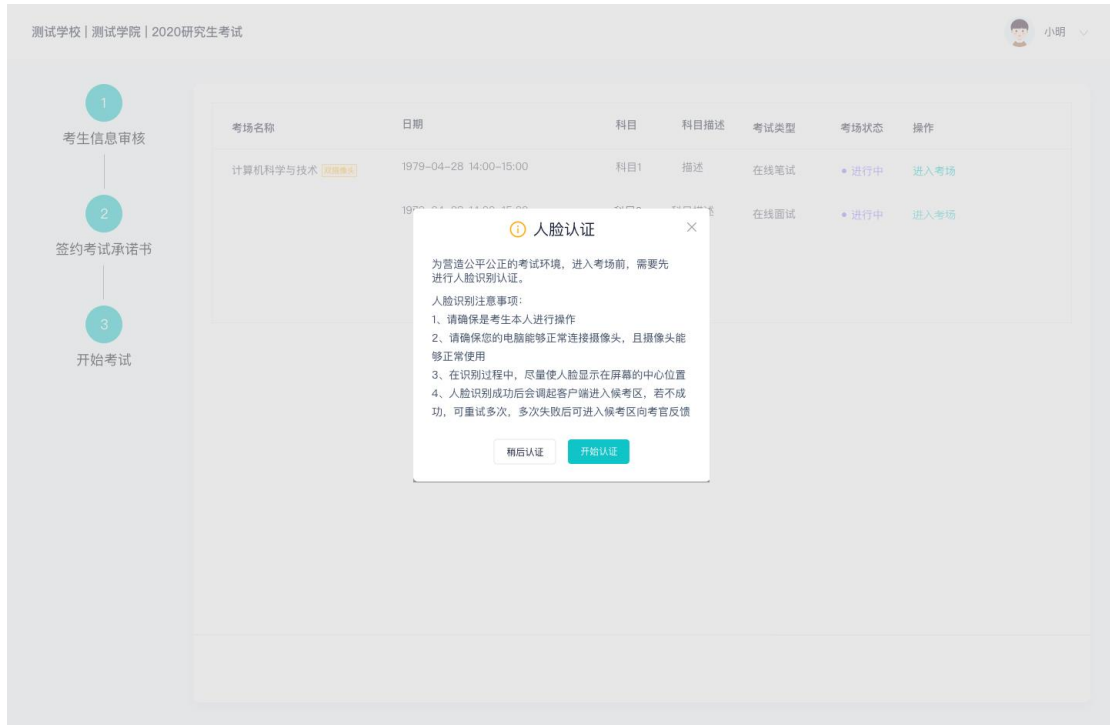 测试学校 | 测试学院 | 2020研究生考试
小明
1
考生信息审核
2
签约考试承诺书
3
开始考试
考场名称 日期 科目 科目描述 考试类型 考场状态 操作
计算机科学与技术 1979-04-28 14:00-15:00 科目1 描述 在线笔试 进行中 进入考场
在线面试 进行中 进入考场
人脸认证
为营造公平公正的考试环境，进入考场前，需要先
进行人脸识别认证。
人脸识别注意事项：
1、请确保是考生本人进行操作
2、请确保您的电脑能够正常连接摄像头，且摄像头能
够正常使用
3、在识别过程中，尽量使人脸显示在屏幕的中心位置
4、人脸识别成功后会调起客户端进入候考区，若不成
功，可重试多次，多次失败后可进入候考区向考官反馈
稍后认证 开始认证